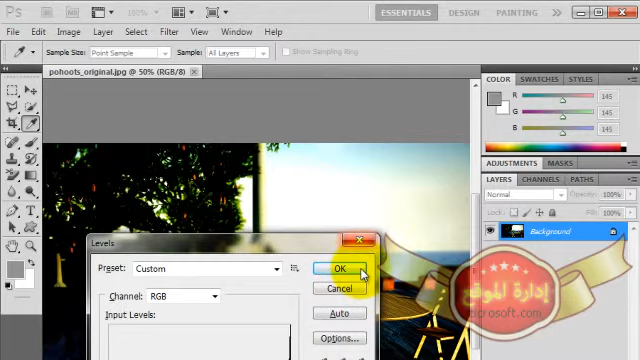 Ps 100% ESSENTIALS DESIGN PAINTING
File Edit Image Layer Select Filter View Window Help
Sample Size: Point Sample Sample: All Layers Show Sampling Ring
pohoots_original.jpg @ 50% (RGB/8) x
COLOR SWATCHES STYLES
R 145
G 145
B 145
ADJUSTMENTS MASKS
LAYERS CHANNELS PATHS
Normal Opacity: 100%
Lock: Fill: 100%
Background
Levels
Preset: Custom OK
Cancel
Channel: RGB
Input Levels: Auto
Options...
إدارة الموقع
tigrosoft.com